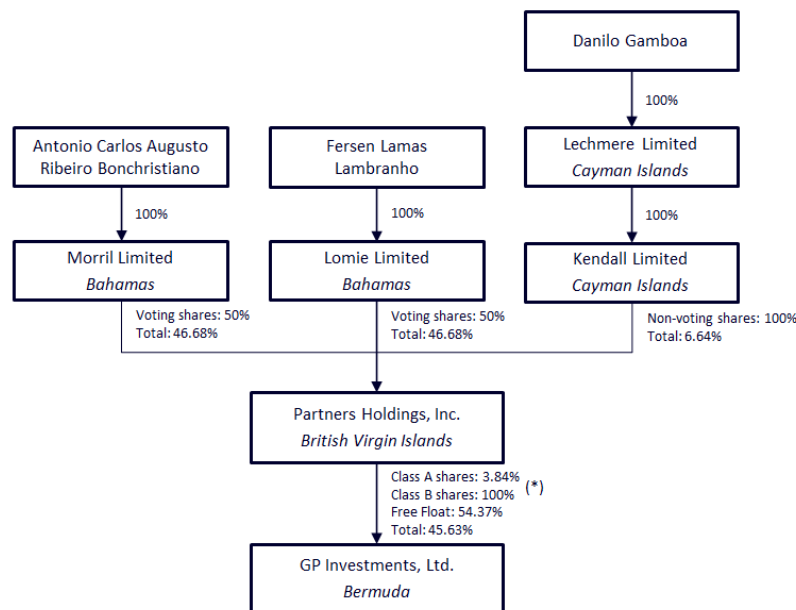 Danilo Gamboa
100%
Antonio Carlos Augusto
Ribeiro Bonchristiano
Fersen Lamas
Lambranho
Lechmere Limited
Cayman Islands
100%
100%
100%
Morril Limited
Bahamas
Lomie Limited
Bahamas
Kendall Limited
Cayman Islands
Voting shares: 50%
Total: 46.68%
Voting shares: 50%
Total: 46.68%
Non-voting shares: 100%
Total: 6.64%
Partners Holdings, Inc.
British Virgin Islands
Class A shares: 3.84%
Class B shares: 100%
(*)
Free Float: 54.37%
Total: 45.63%
GP Investments, Ltd.
Bermuda